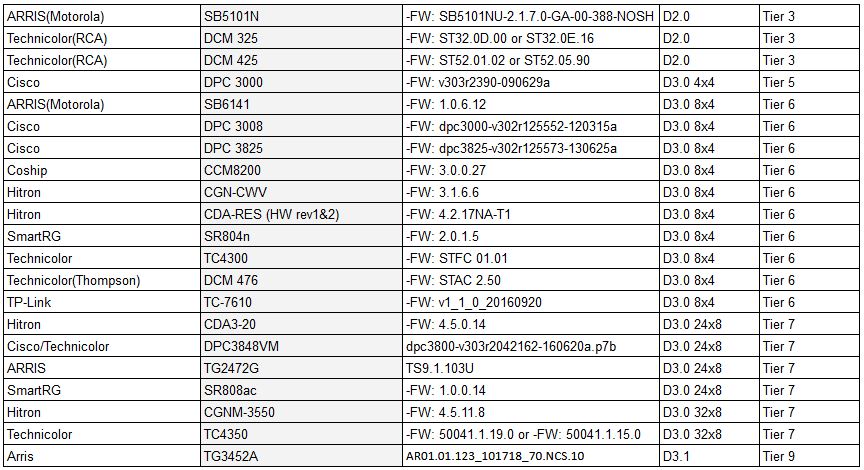 ARRIS(Motorola) SB5101N -FW: SB5101NU-2.1.7.0-GA-00-388-NOSH D2.0 Tier 3
Technicolor(RCA) DCM 325 -FW: ST32.0D.00 or ST32.0E.16 D2.0 Tier 3
Technicolor(RCA) DCM 425 -FW: ST52.01.02 or ST52.05.90 D2.0 Tier 3
Cisco DPC 3000 -FW: v303r2390-090629a D3.0 4x4 Tier 5
ARRIS(Motorola) SB6141 -FW: 1.0.6.12 D3.0 8x4 Tier 6
Cisco DPC 3008 -FW: dpc3000-v302r125552-120315a D3.0 8x4 Tier 6
Cisco DPC 3825 -FW: dpc3825-v302r125573-130625a D3.0 8x4 Tier 6
Coship CCM8200 -FW: 3.0.0.27 D3.0 8x4 Tier 6
Hitron CGN-CWV -FW: 3.1.6.6 D3.0 8x4 Tier 6
Hitron CDA-RES (HW rev1&2) -FW: 4.2.17NA-T1 D3.0 8x4 Tier 6
SmartRG SR804n -FW: 2.0.1.5 D3.0 8x4 Tier 6
Technicolor TC4300 -FW: STFC 01.01 D3.0 8x4 Tier 6
Technicolor(Thompson) DCM 476 -FW: STAC 2.50 D3.0 8x4 Tier 6
TP-Link TC-7610 -FW: v1_1_0_20160920 D3.0 8x4 Tier 6
Hitron CDA3-20 -FW: 4.5.0.14 D3.0 24x8 Tier 7
Cisco/Technicolor DPC3848VM dpc3800-v303r2042162-160620a.p7b D3.0 24x8 Tier 7
ARRIS TG2472G TS9.1.103U D3.0 24x8 Tier 7
SmartRG SR808ac -FW: 1.0.0.14 D3.0 24x8 Tier 7
Hitron CGNM-3550 -FW: 4.5.11.8 D3.0 32x8 Tier 7
Technicolor TC4350 -FW: 50041.1.19.0 or -FW: 50041.1.15.0 D3.0 32x8 Tier 7
Arris TG3452A AR01.01.123_101718_70.NCS.10 D3.1 Tier 9